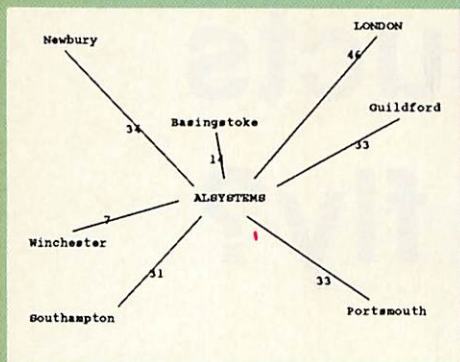 LONDON
Newbury
46
Guildford
Basingstoke
34
33
14
ALSYSTEMS
7
Winchester
31
33
Southampton
Portsmouth